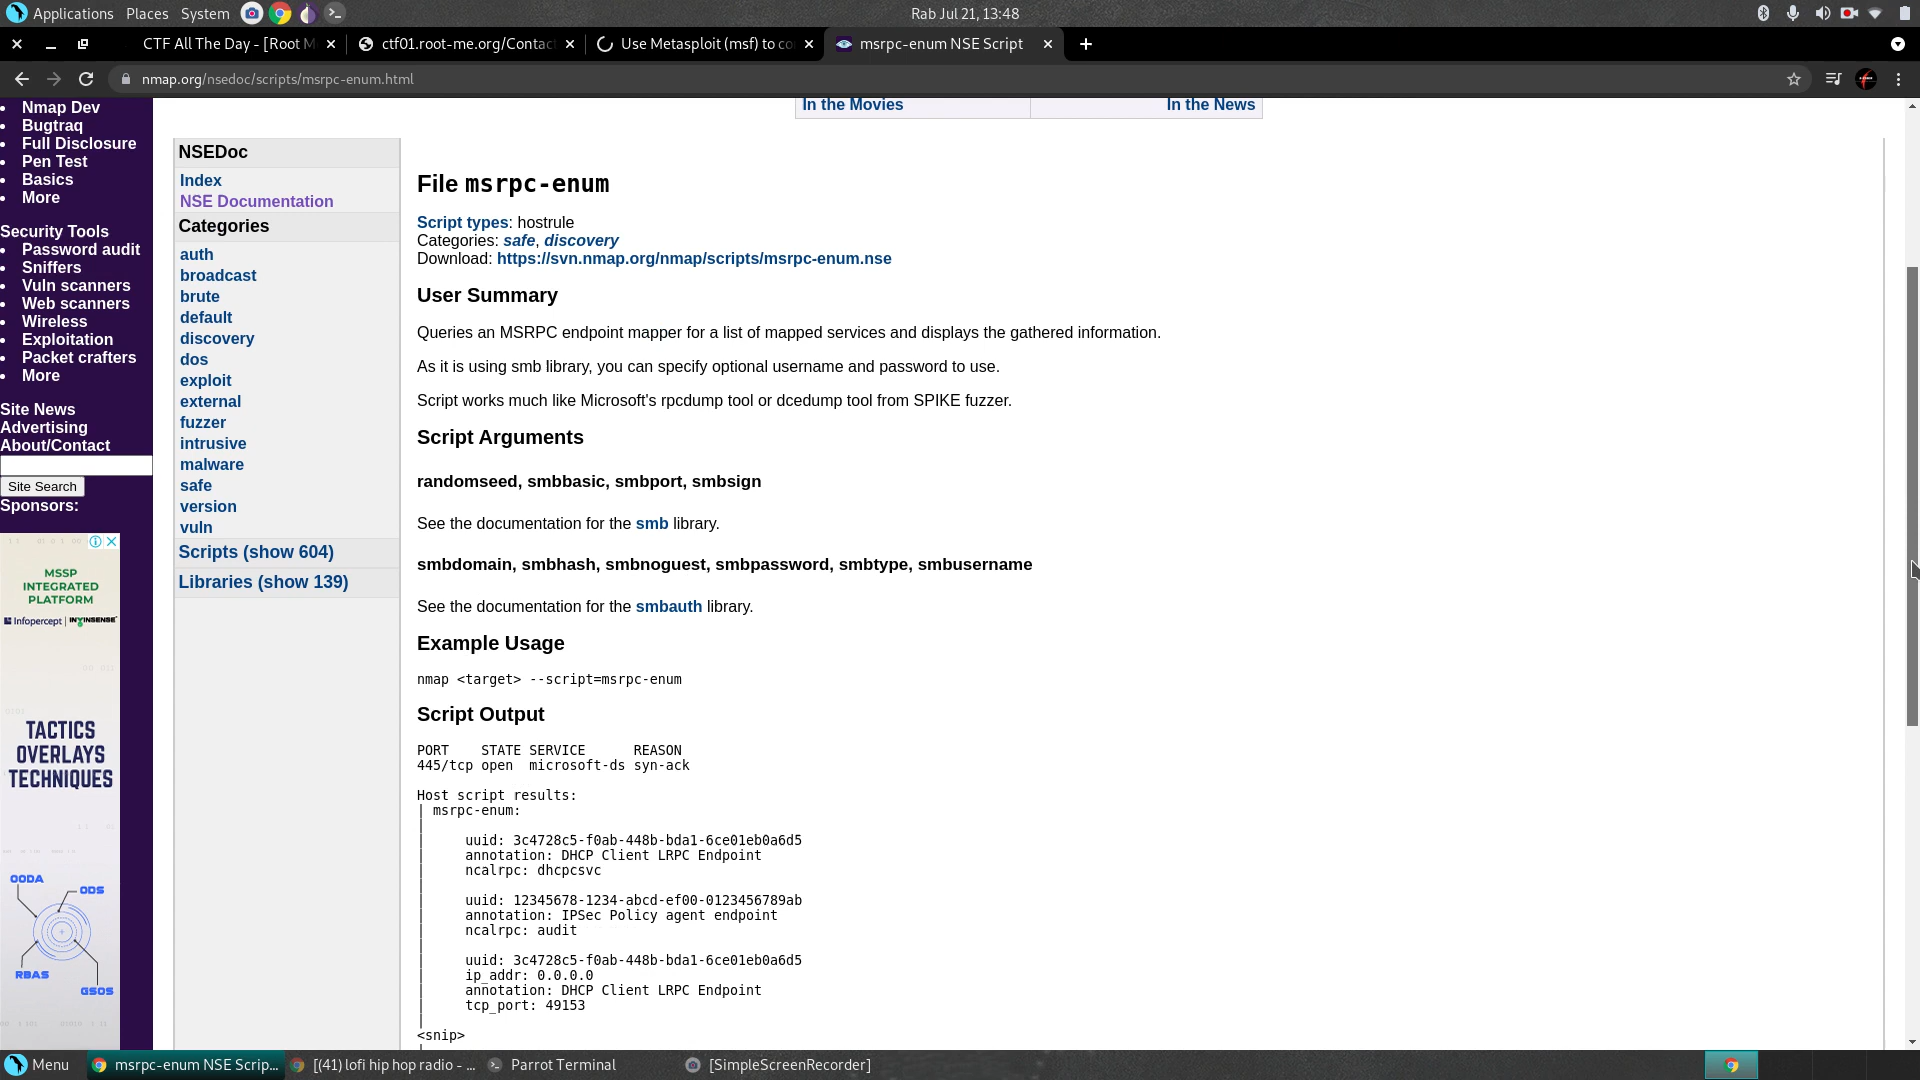 Applications Places System
Rab Jul 21, 13:48
CTF All The Day - [Root M
ctf01.root-me.org/Contac
Use Metasploit (msf) to co
msrpc-enum NSE Script
nmap.org/nsedoc/scripts/msrpc-enum.html
Nmap Dev
Bugtraq
Full Disclosure
Pen Test
Basics
More
Security Tools
Password audit
Sniffers
Vuln scanners
Web scanners
Wireless
Exploitation
Packet crafters
More
Site News
Advertising
About/Contact
Site Search
Sponsors:
MSSP
INTEGRATED
PLATFORM
Infopercept | INVINSENSE
TACTICS
OVERLAYS
TECHNIQUES
OODA
ODS
RBAS
GSOS
In the Movies
In the News
NSEDoc
Index
NSE Documentation
Categories
auth
broadcast
brute
default
discovery
dos
exploit
external
fuzzer
intrusive
malware
safe
version
vuln
Scripts (show 604)
Libraries (show 139)
File msrpc-enum
Script types: hostrule
Categories: safe, discovery
Download: https://svn.nmap.org/nmap/scripts/msrpc-enum.nse
User Summary
Queries an MSRPC endpoint mapper for a list of mapped services and displays the gathered information.
As it is using smb library, you can specify optional username and password to use.
Script works much like Microsoft's rpcdump tool or dcedump tool from SPIKE fuzzer.
Script Arguments
randomseed, smbbasic, smbport, smbsign
See the documentation for the smb library.
smbdomain, smbhash, smbnoguest, smbpassword, smbtype, smbusername
See the documentation for the smbauth library.
Example Usage
nmap <target> --script=msrpc-enum
Script Output
PORT STATE SERVICE REASON
445/tcp open microsoft-ds syn-ack
Host script results:
| msrpc-enum:
|
| uuid: 3c4728c5-f0ab-448b-bda1-6ce01eb0a6d5
| annotation: DHCP Client LRPC Endpoint
| ncalrpc: dhcpcsvc
|
| uuid: 12345678-1234-abcd-ef00-0123456789ab
| annotation: IPSec Policy agent endpoint
| ncalrpc: audit
|
| uuid: 3c4728c5-f0ab-448b-bda1-6ce01eb0a6d5
| ip_addr: 0.0.0.0
| annotation: DHCP Client LRPC Endpoint
| tcp_port: 49153
|
<snip>
Menu
msrpc-enum NSE Scrip...
[(41) lofi hip hop radio - ...
Parrot Terminal
[SimpleScreenRecorder]